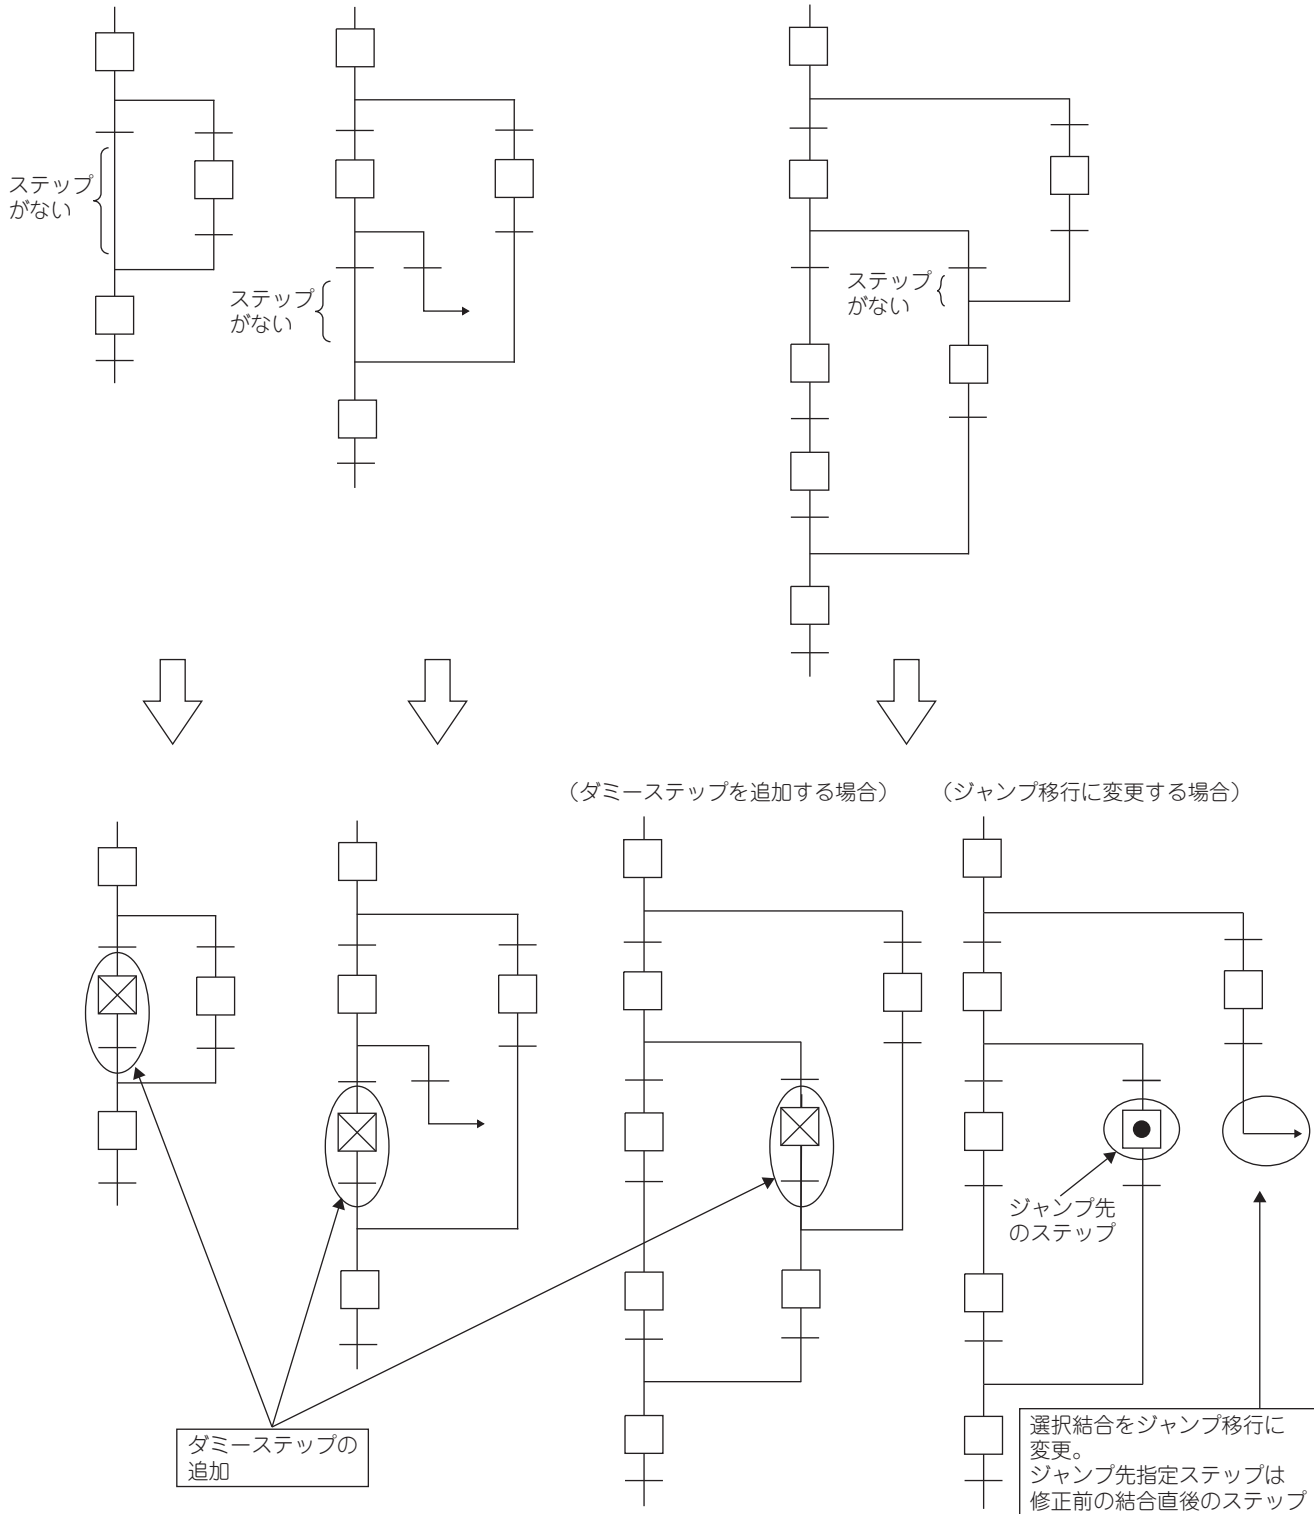 ステップ
がない
ステップ
がない
ステップ
がない
（ダミーステップを追加する場合）
（ジャンプ移行に変更する場合）
ジャンプ先
のステップ
ダミーステップの
追加
選択結合をジャンプ移行に
変更。
ジャンプ先指定ステップは
修正前の結合直後のステップ